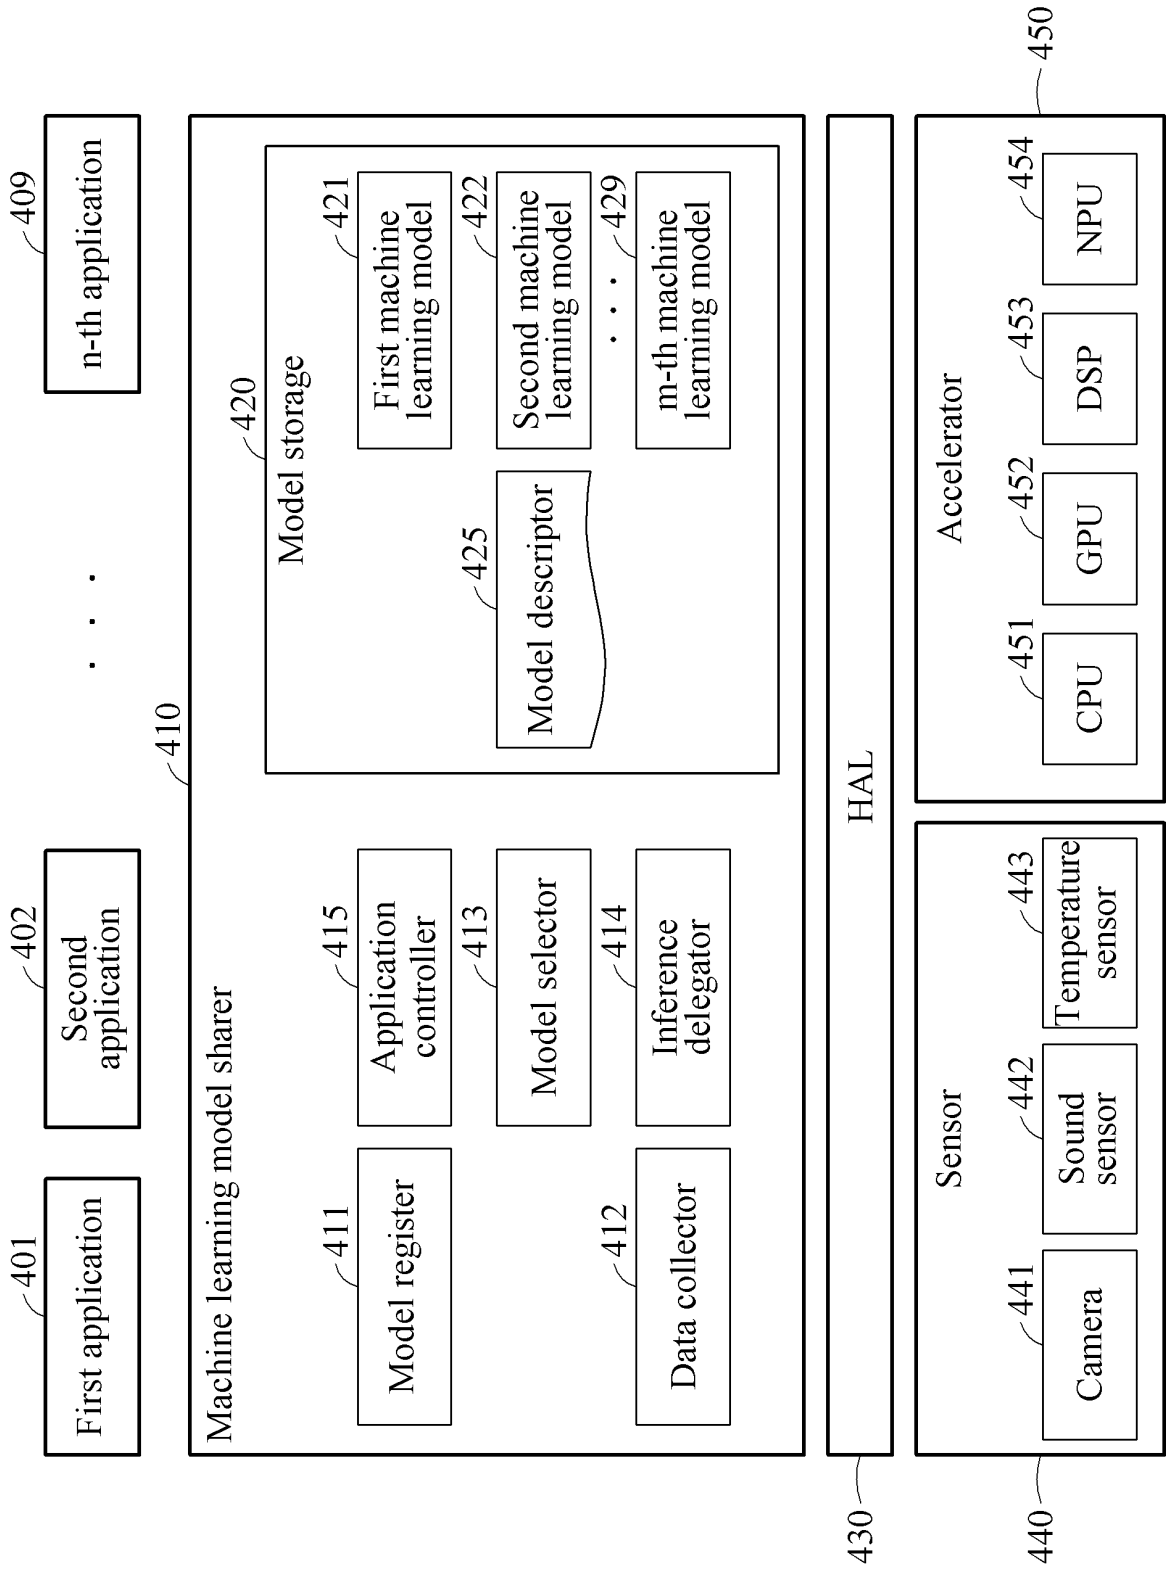 401
402
409
First application
Second
application
. . .
n-th application
410
Machine learning model sharer
420
Model storage
411
Model register
415
Application
controller
421
First machine
learning model
413
Model selector
425
Model descriptor
422
Second machine
learning model
. . .
412
Data collector
414
Inference
delegator
429
m-th machine
learning model
430
HAL
440
Sensor
441
Camera
442
Sound
sensor
443
Temperature
sensor
450
Accelerator
451
CPU
452
GPU
453
DSP
454
NPU